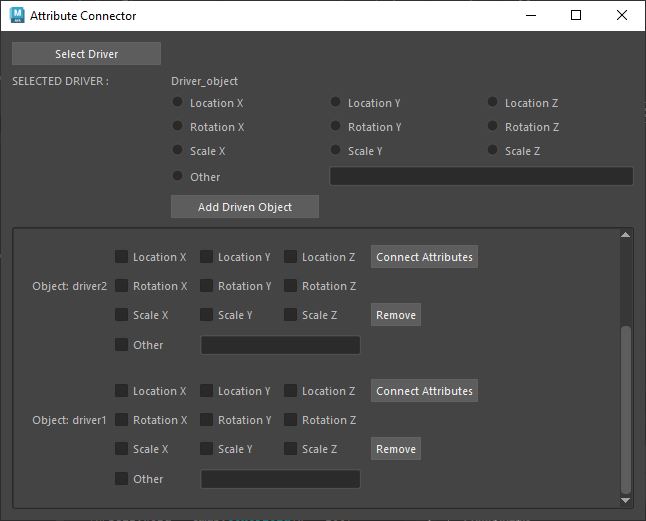 Attribute Connector
Select Driver
SELECTED DRIVER : Driver_object
Location X Location Y Location Z
Rotation X Rotation Y Rotation Z
Scale X Scale Y Scale Z
Other
Add Driven Object
Location X Location Y Location Z Connect Attributes
Object: driver2 Rotation X Rotation Y Rotation Z
Scale X Scale Y Scale Z Remove
Other
Location X Location Y Location Z Connect Attributes
Object: driver1 Rotation X Rotation Y Rotation Z
Scale X Scale Y Scale Z Remove
Other